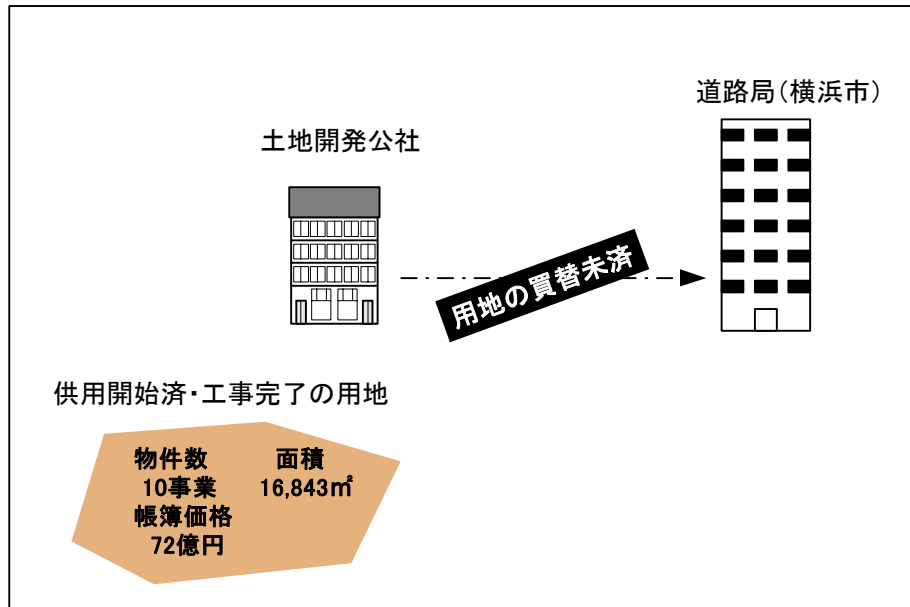 道路局(横浜市)
土地開発公社
用地の買替未済
供用開始済・工事完了の用地
物件数 面積
10事業 16,843㎡
帳簿価格
72億円